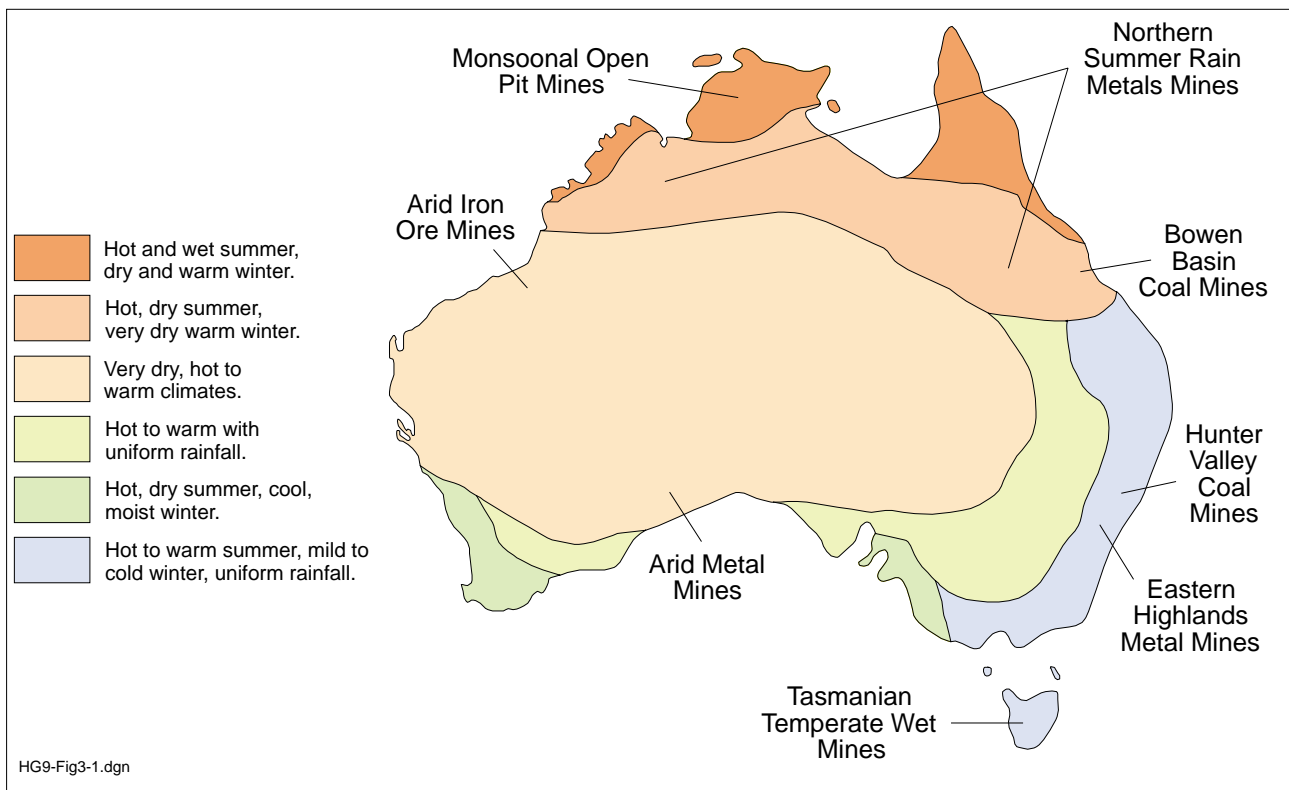 Monsoonal Open
Pit Mines
Northern
Summer Rain
Metals Mines
Arid Iron
Ore Mines
Bowen
Basin
Coal Mines
Hot and wet summer,
dry and warm winter.
Hot, dry summer,
very dry warm winter.
Very dry, hot to
warm climates.
Hot to warm with
uniform rainfall.
Hot, dry summer, cool,
moist winter.
Hot to warm summer, mild to
cold winter, uniform rainfall.
Hunter
Valley
Coal
Mines
Arid Metal
Mines
Eastern
Highlands
Metal Mines
Tasmanian
Temperate Wet
Mines
HG9-Fig3-1.dgn